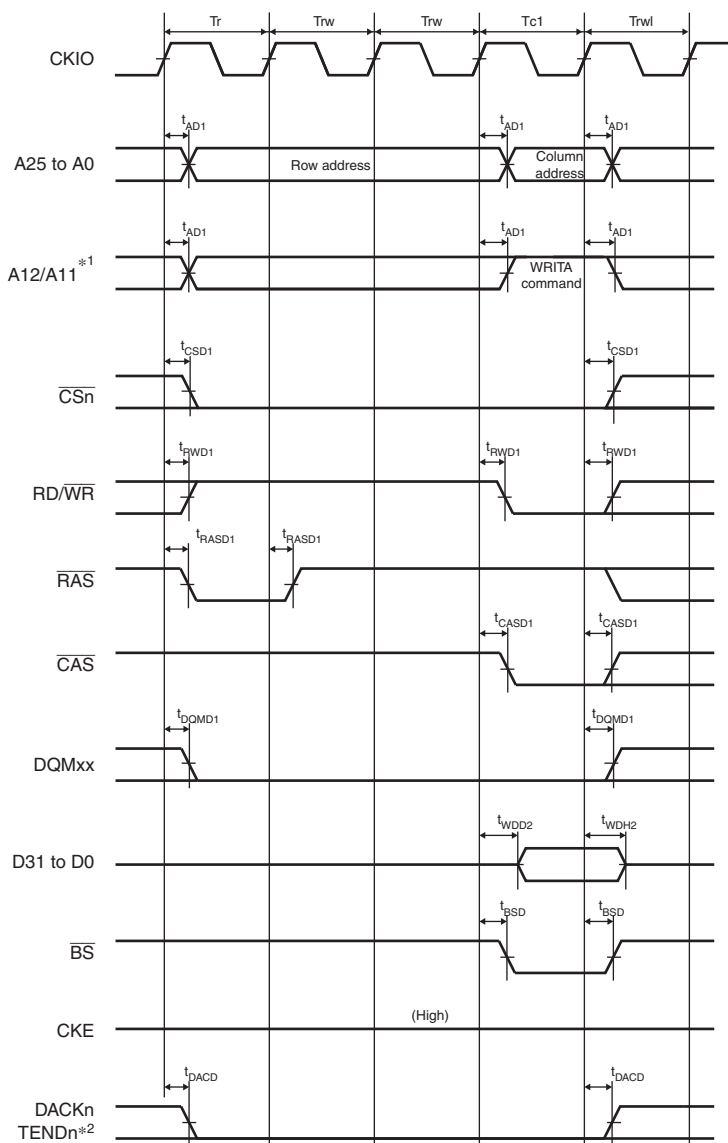 Tr Trw Trw Tc1 Trwl
CKIO
tAD1 tAD1 tAD1
A25 to A0 Row address Column address
tAD1 tAD1 tAD1
A12/A11*1 WRITA command
tCSD1 tCSD1
CSn
tRWD1 tRWD1 tRWD1
RD/WR
tRASD1 tRASD1
RAS
tCASD1 tCASD1
CAS
tDQMD1 tDQMD1
DQMxx
tWDD2 tWDH2
D31 to D0
tBSD tBSD
BS
(High)
CKE
tDACD tDACD
DACKn
TENDn*2